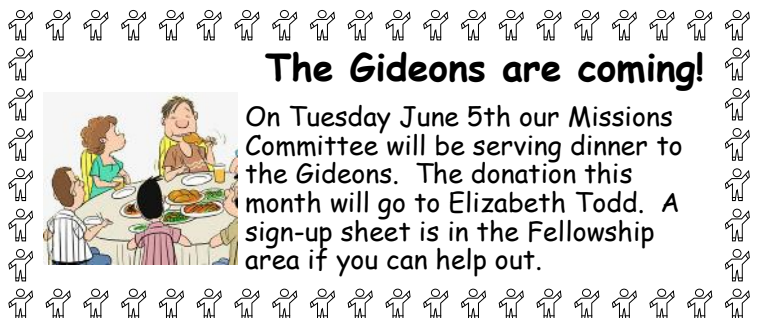 The Gideons are coming!
On Tuesday June 5th our Missions
Committee will be serving dinner to
the Gideons.  The donation this
month will go to Elizabeth Todd.  A
sign-up sheet is in the Fellowship
area if you can help out.